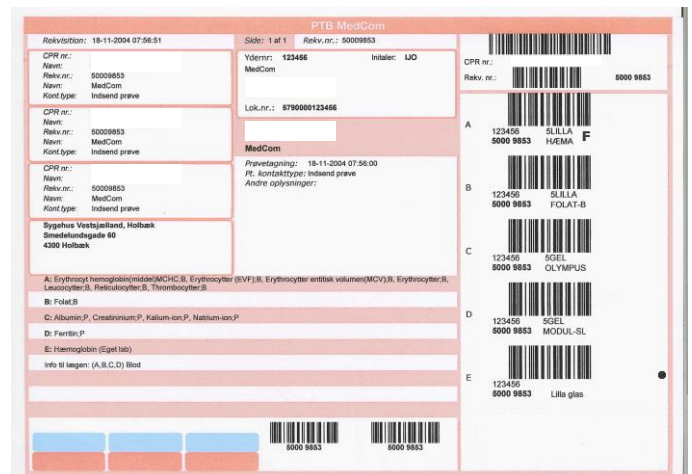 PTB MedCom
Rekvisition: 18-11-2004 07:56:51
Side: 1 af 1 Rekv.nr.: 50009853
CPR nr.:
Navn:
Rekv.nr.: 50009853
Navn: MedCom
Kont.type: Indsend prøve
CPR nr.:
Navn:
Rekv.nr.: 50009853
Navn: MedCom
Kont.type: Indsend prøve
CPR nr.:
Navn:
Rekv.nr.: 50009853
Navn: MedCom
Kont.type: Indsend prøve
Sygehus Vestsjælland, Holbæk
Smedelundsgade 60
4300 Holbæk
Ydernr: 123456 Initaler: IJO
MedCom
Lok.nr.: 5790000123456
MedCom
Prøvetagning: 18-11-2004 07:56:00
Pt. kontakttype: Indsend prøve
Andre oplysninger:
A: Erythrocyt hemoglobin(middel)MCHC;B, Erythrocytter (EVF);B, Erythrocytter entitisk volumen(MCV);B, Erythrocytter;B,
Leucocytter;B, Reticulocytter;B, Thrombocytter;B
B: Folat;B
C: Albumin;P, Creatininium;P, Kalium-ion;P, Natrium-ion;P
D: Ferritin;P
E: Hæmoglobin (Eget lab)
Info til lægen: (A,B,C,D) Blod
5000 9853 5000 9853
CPR nr.:
Rekv. nr.: 5000 9853
A
123456 5LILLA
5000 9853 HÆMA F
B
123456 5LILLA
5000 9853 FOLAT-B
C
123456 5GEL
5000 9853 OLYMPUS
D
123456 5GEL
5000 9853 MODUL-SL
E
123456
5000 9853 Lilla glas